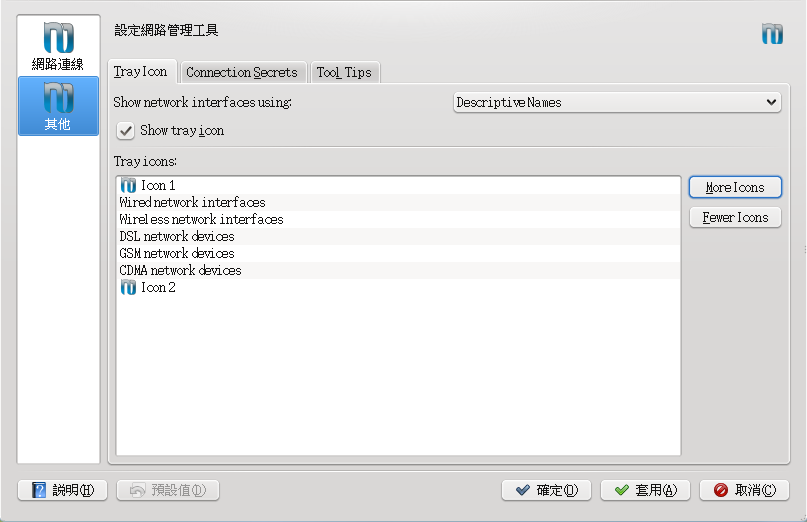 設定網路管理工具
網路連線
其他
Tray Icon
Connection Secrets
Tool Tips
Show network interfaces using:
Descriptive Names
Show tray icon
Tray icons:
Icon 1
Wired network interfaces
Wireless network interfaces
DSL network devices
GSM network devices
CDMA network devices
Icon 2
More Icons
Fewer Icons
說明(H)
預設值(D)
確定(O)
套用(A)
取消(C)